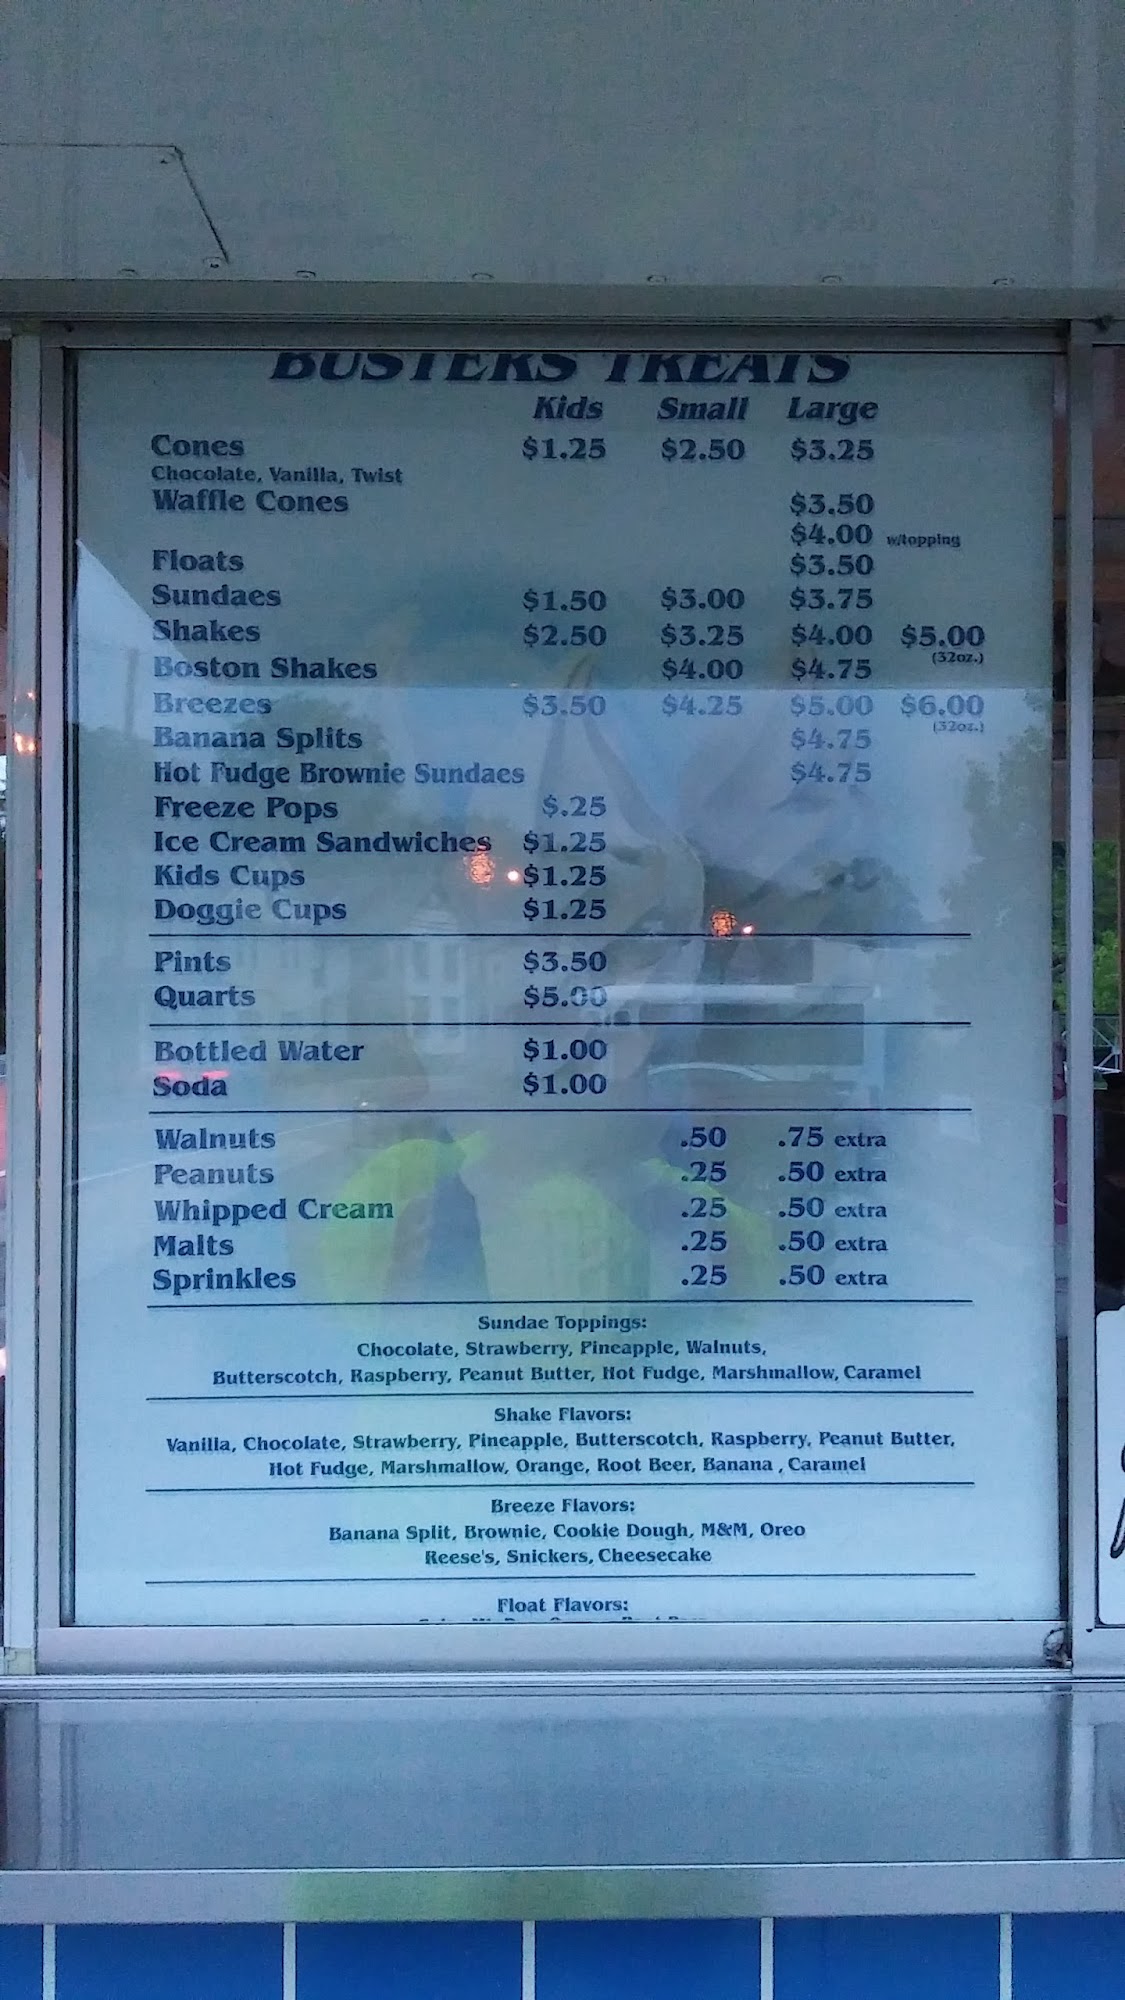 BUSTERS TREATS
Kids Small Large
Cones $1.25 $2.50 $3.25
Chocolate, Vanilla, Twist
Waffle Cones $3.50
$4.00 w/topping
Floats $3.50
Sundaes $1.50 $3.00 $3.75
Shakes $2.50 $3.25 $4.00 $5.00
(32oz.)
Boston Shakes $4.00 $4.75
Breezes $3.50 $4.25 $5.00 $6.00
(32oz.)
Banana Splits $4.75
Hot Fudge Brownie Sundaes $4.75
Freeze Pops $.25
Ice Cream Sandwiches $1.25
Kids Cups $1.25
Doggie Cups $1.25
Pints $3.50
Quarts $5.00
Bottled Water $1.00
Soda $1.00
Walnuts .50 .75 extra
Peanuts .25 .50 extra
Whipped Cream .25 .50 extra
Malts .25 .50 extra
Sprinkles .25 .50 extra
Sundae Toppings:
Chocolate, Strawberry, Pineapple, Walnuts,
Butterscotch, Raspberry, Peanut Butter, Hot Fudge, Marshmallow, Caramel
Shake Flavors:
Vanilla, Chocolate, Strawberry, Pineapple, Butterscotch, Raspberry, Peanut Butter,
Hot Fudge, Marshmallow, Orange, Root Beer, Banana , Caramel
Breeze Flavors:
Banana Split, Brownie, Cookie Dough, M&M, Oreo
Reese's, Snickers, Cheesecake
Float Flavors: